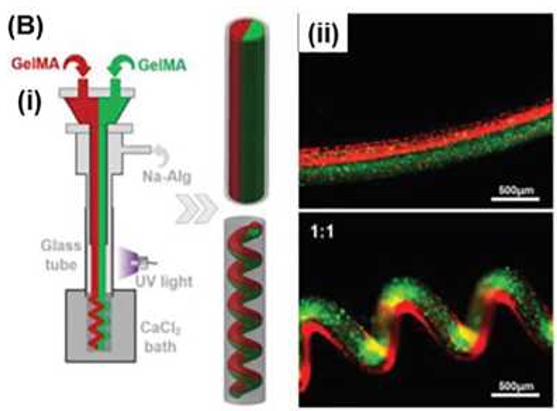 (B)
GelMA
GelMA
(i)
Na-Alg
Glass
tube
UV light
CaCl₂
bath
(ii)
500μm
1:1
500μm